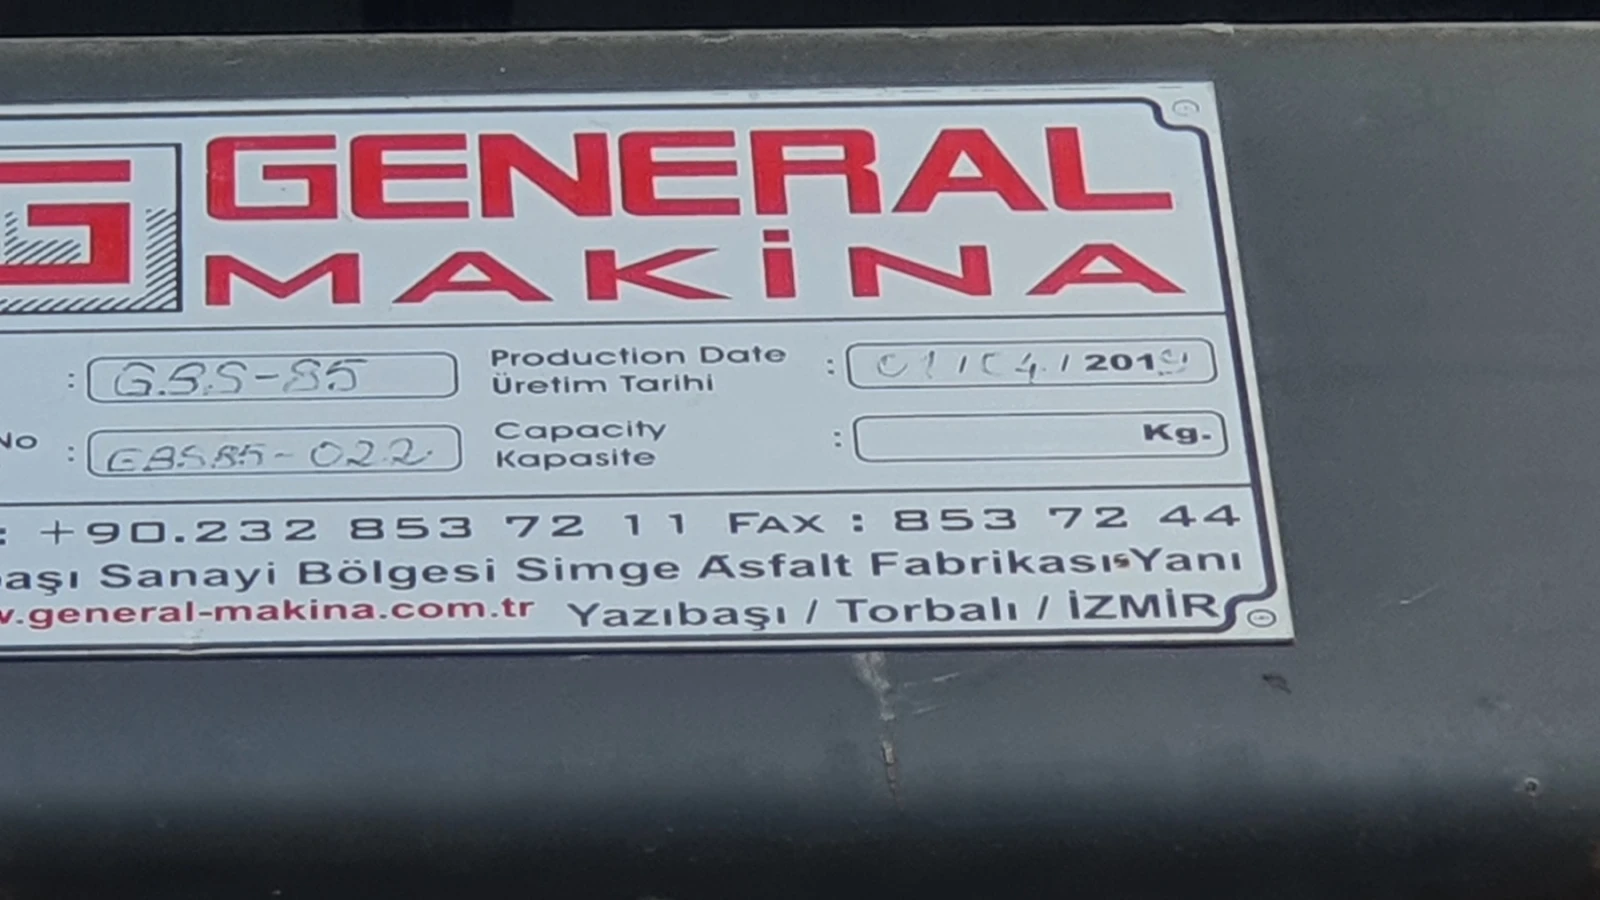 G GENERAL
MAKİNA
: GBS-85
Production Date : 01/04/2019
Üretim Tarihi
No : GBS85-022
Capacity : Kg.
Kapasite
: +90.232 853 72 11 FAX : 853 72 44
aşı Sanayi Bölgesi Simge Asfalt Fabrikası Yanı
w.general-makina.com.tr Yazıbaşı / Torbalı / İZMİR